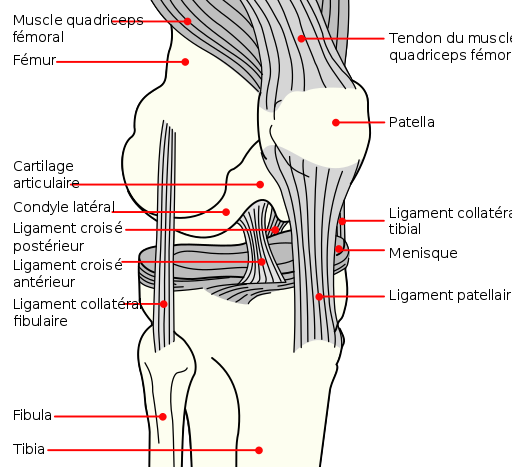 Muscle quadriceps
fémoral
Fémur
Cartilage
articulaire
Condyle latéral
Ligament croisé
postérieur
Ligament croisé
antérieur
Ligament collatéral
fibulaire
Fibula
Tibia
Tendon du muscle
quadriceps fémor
Patella
Ligament collatéra
tibial
Menisque
Ligament patellair